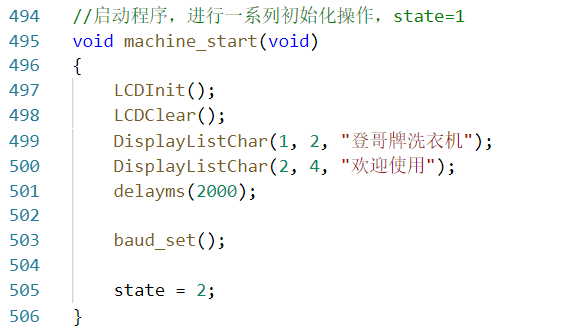 494 //启动程序，进行一系列初始化操作，state=1
495 void machine_start(void)
496 {
497 LCDInit();
498 LCDClear();
499 DisplayListChar(1, 2, "登哥牌洗衣机");
500 DisplayListChar(2, 4, "欢迎使用");
501 delayms(2000);
502
503 baud_set();
504
505 state = 2;
506 }